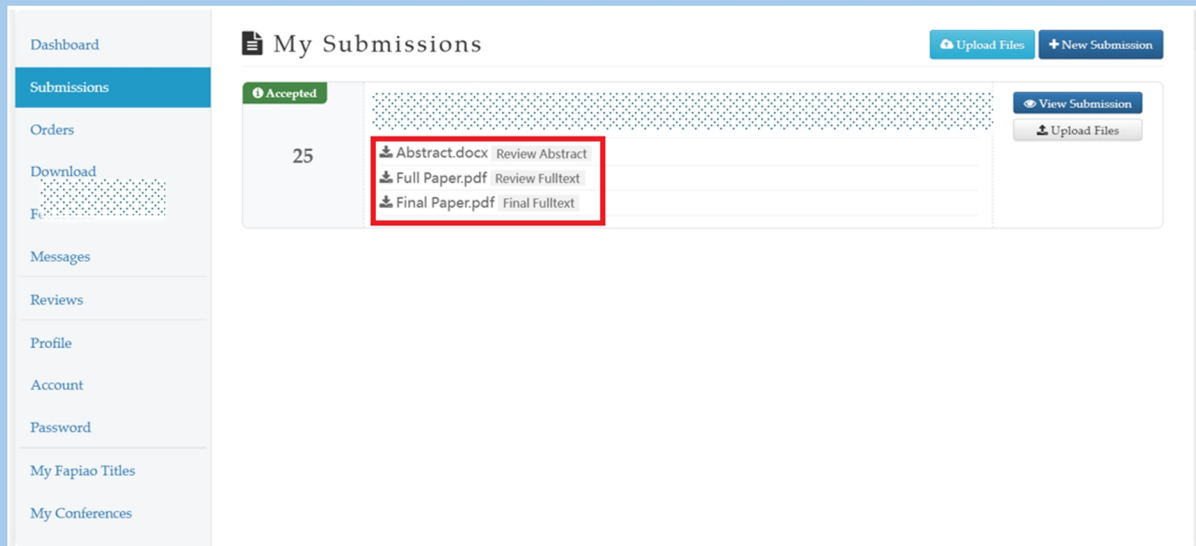 Dashboard
Submissions
Orders
Download
Messages
Reviews
Profile
Account
Password
My Fapiao Titles
My Conferences
My Submissions
Upload Files
New Submission
Accepted
25
Abstract.docx Review Abstract
Full Paper.pdf Review Fulltext
Final Paper.pdf Final Fulltext
View Submission
Upload Files